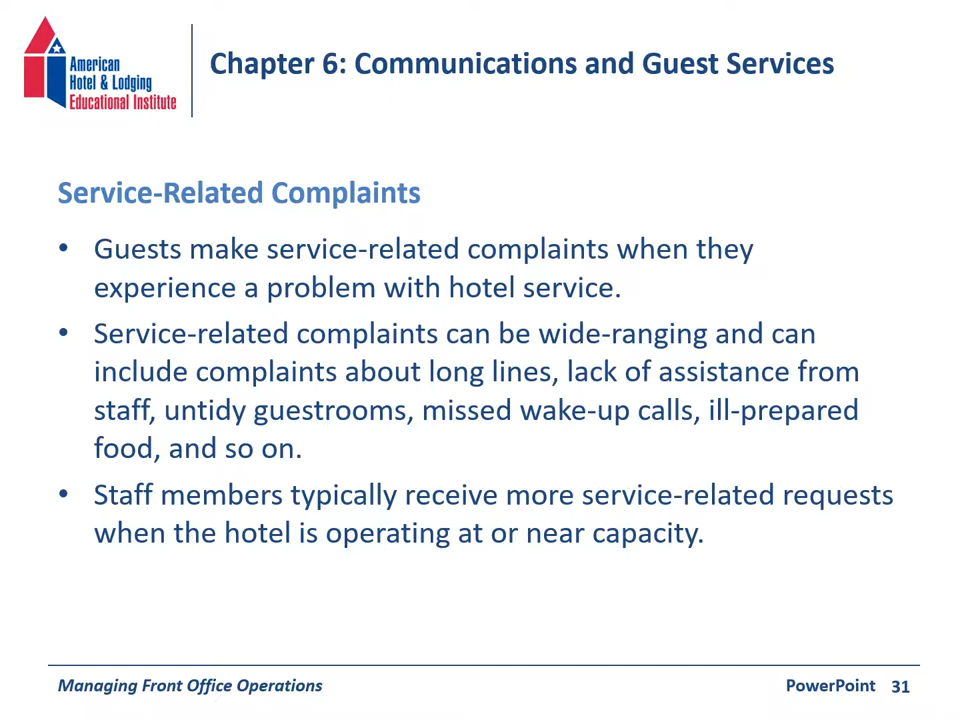 American
Hotel & Lodging
Educational Institute
Chapter 6: Communications and Guest Services
Service-Related Complaints
• Guests make service-related complaints when they
experience a problem with hotel service.
• Service-related complaints can be wide-ranging and can
include complaints about long lines, lack of assistance from
staff, untidy guestrooms, missed wake-up calls, ill-prepared
food, and so on.
• Staff members typically receive more service-related requests
when the hotel is operating at or near capacity.
Managing Front Office Operations
PowerPoint 31